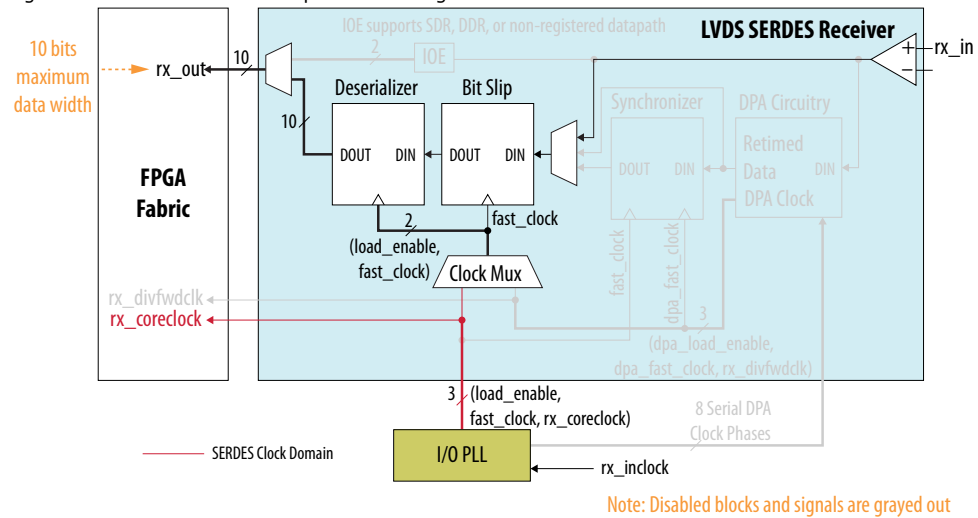 IOE supports SDR, DDR, or non-registered datapath
LVDS SERDES Receiver
10 bits
maximum
data width
rx_out
10
2
IOE
+
−
rx_in
Deserializer
Bit Slip
Synchronizer
DPA Circuitry
10
DOUT
DIN
DOUT
DIN
DOUT
DIN
Retimed
Data
DIN
DPA Clock
FPGA
Fabric
2
(load_enable,
fast_clock)
fast_clock
Clock Mux
fast_clock
dpa_fast_clock
rx_divfwdclk
rx_coreclock
3
(dpa_load_enable,
dpa_fast_clock, rx_divfwdclk)
3
(load_enable,
fast_clock, rx_coreclock)
8 Serial DPA
Clock Phases
SERDES Clock Domain
I/O PLL
rx_inclock
Note: Disabled blocks and signals are grayed out